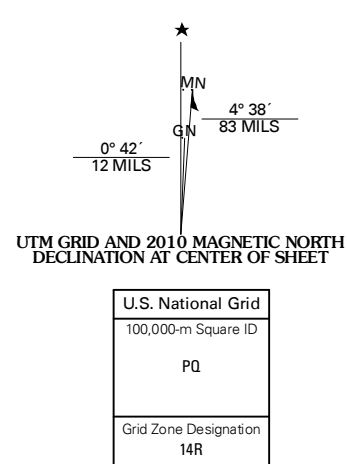 ★
MN
GN
4° 38´
83 MILS
0° 42´
12 MILS
UTM GRID AND 2010 MAGNETIC NORTH
DECLINATION AT CENTER OF SHEET
U.S. National Grid
100,000-m Square ID
PQ
Grid Zone Designation
14R